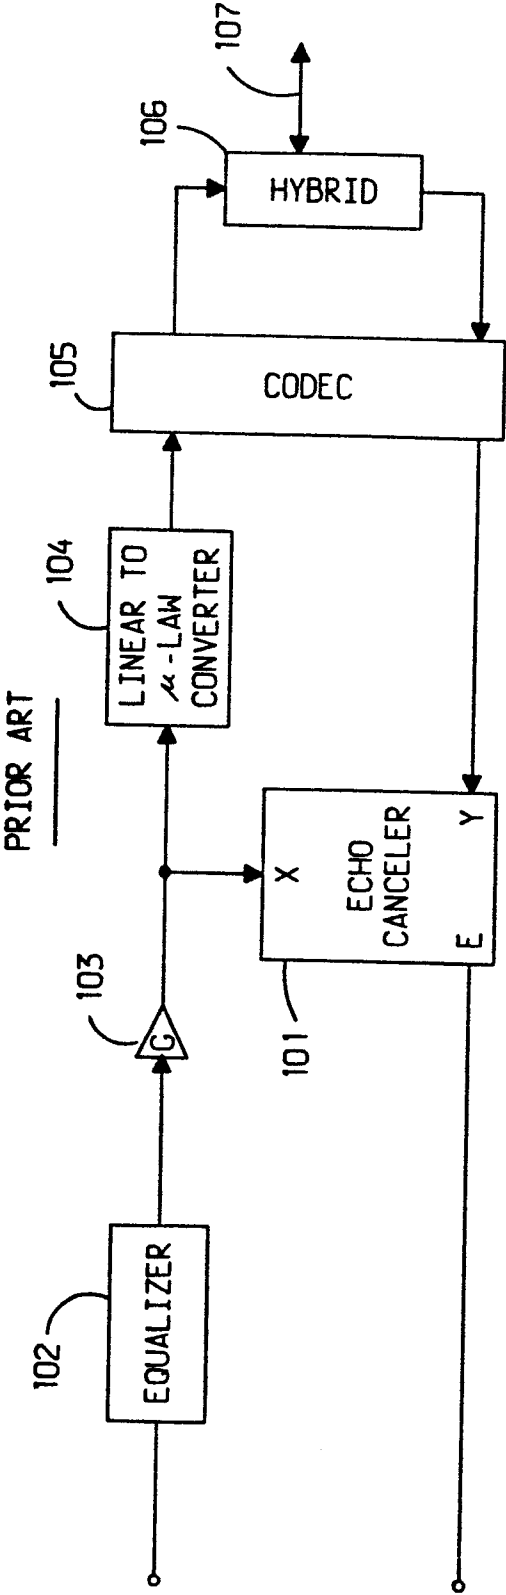 PRIOR ART
102
EQUALIZER
103
G
104
LINEAR TO
μ-LAW
CONVERTER
105
CODEC
106
HYBRID
107
101
X
ECHO
CANCELER
E
Y